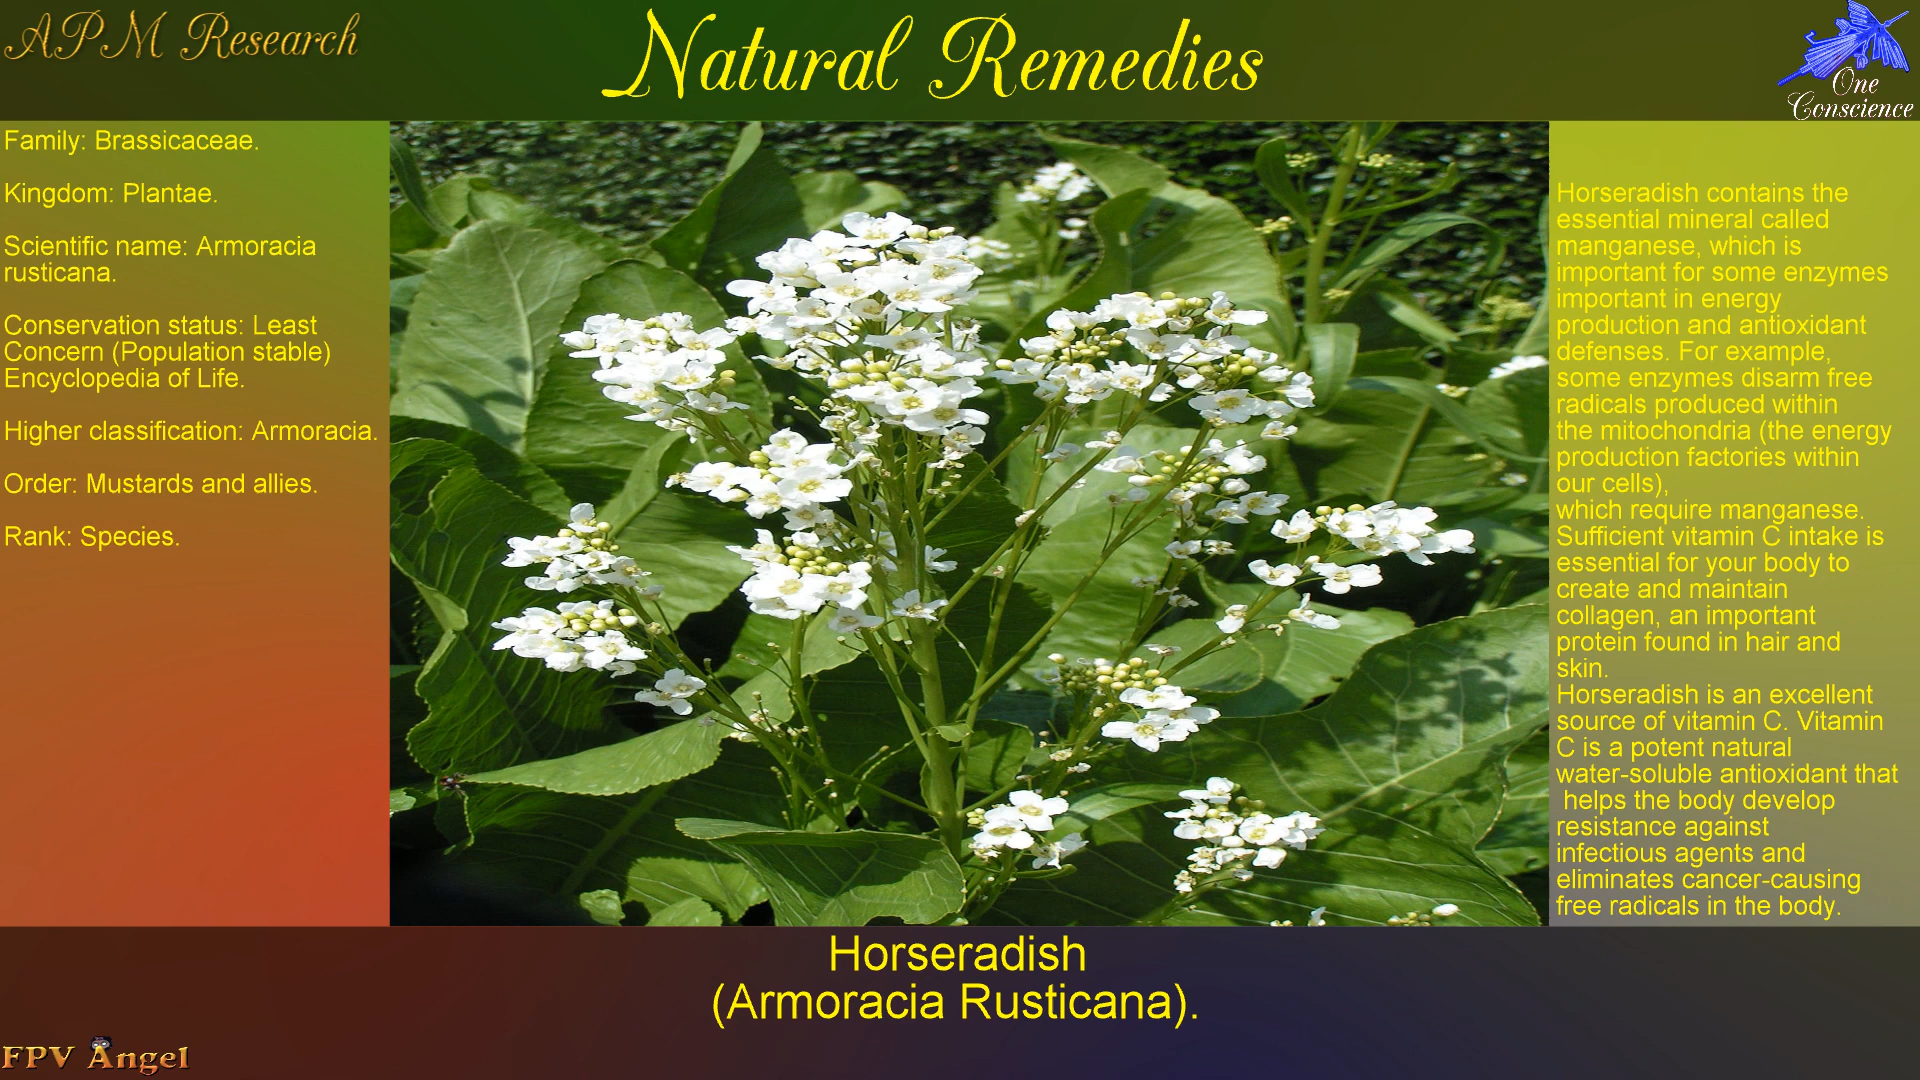 APM Research
Natural Remedies
One
Conscience
Family: Brassicaceae.
Kingdom: Plantae.
Scientific name: Armoracia
rusticana.
Conservation status: Least
Concern (Population stable)
Encyclopedia of Life.
Higher classification: Armoracia.
Order: Mustards and allies.
Rank: Species.
Horseradish contains the
essential mineral called
manganese, which is
important for some enzymes
important in energy
production and antioxidant
defenses. For example,
some enzymes disarm free
radicals produced within
the mitochondria (the energy
production factories within
our cells),
which require manganese.
Sufficient vitamin C intake is
essential for your body to
create and maintain
collagen, an important
protein found in hair and
skin.
Horseradish is an excellent
source of vitamin C. Vitamin
C is a potent natural
water-soluble antioxidant that
helps the body develop
resistance against
infectious agents and
eliminates cancer-causing
free radicals in the body.
Horseradish
(Armoracia Rusticana).
FPV Angel